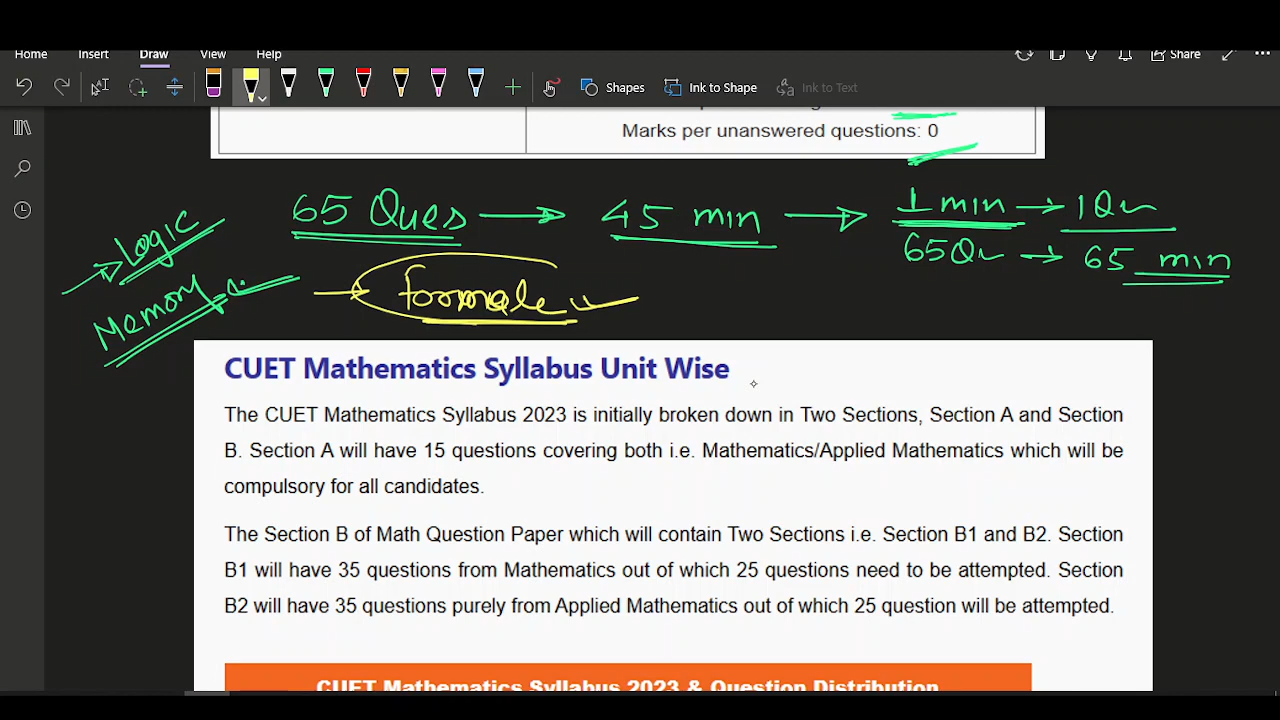 Home Insert Draw View Help Share
Shapes Ink to Shape Ink to Text
Marks per unanswered questions: 0
65 Ques 45 min 1 min 1 Qu
65 Qu 65 min
Logic
Memory
CUET Mathematics Syllabus Unit Wise
The CUET Mathematics Syllabus 2023 is initially broken down in Two Sections, Section A and Section
B. Section A will have 15 questions covering both i.e. Mathematics/Applied Mathematics which will be
compulsory for all candidates.
The Section B of Math Question Paper which will contain Two Sections i.e. Section B1 and B2. Section
B1 will have 35 questions from Mathematics out of which 25 questions need to be attempted. Section
B2 will have 35 questions purely from Applied Mathematics out of which 25 question will be attempted.
CUET Mathematics Syllabus 2023 & Question Distribution